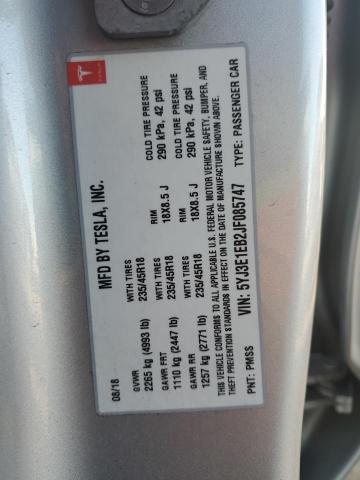 MFD BY TESLA, INC.
08/18
GVWR
2265 kg (4993 lb)
WITH TIRES
235/45R18
RIM
18X8.5 J
COLD TIRE PRESSURE
290 kPa, 42 psi
GAWR FRT
1110 kg (2447 lb)
WITH TIRES
235/45R18
RIM
18X8.5 J
COLD TIRE PRESSURE
290 kPa, 42 psi
GAWR RR
1257 kg (2771 lb)
THIS VEHICLE CONFORMS TO ALL APPLICABLE U.S. FEDERAL MOTOR VEHICLE SAFETY, BUMPER, AND
THEFT PREVENTION STANDARDS IN EFFECT ON THE DATE OF MANUFACTURE SHOWN ABOVE.
VIN: 5YJ3E1EB2JF085747
TYPE: PASSENGER CAR
PNT: PMSS